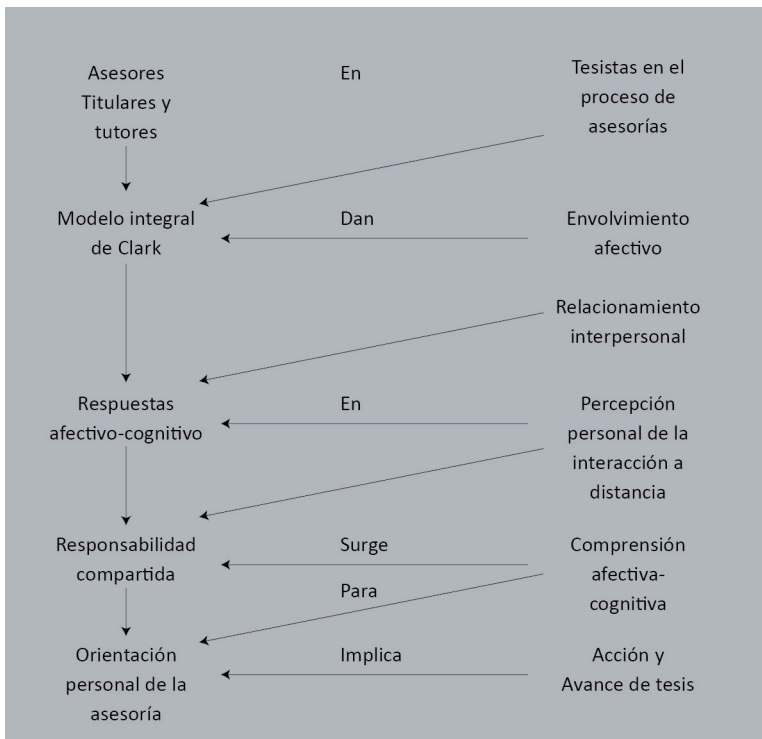 Asesores
Titulares y
tutores
En
Tesistas en el
proceso de
asesorías
Modelo integral
de Clark
Dan
Envolvimiento
afectivo
Relacionamiento
interpersonal
Respuestas
afectivo-cognitivo
En
Percepción
personal de la
interacción a
distancia
Responsabilidad
compartida
Surge
Para
Comprensión
afectiva-
cognitiva
Orientación
personal de la
asesoría
Implica
Acción y
Avance de tesis